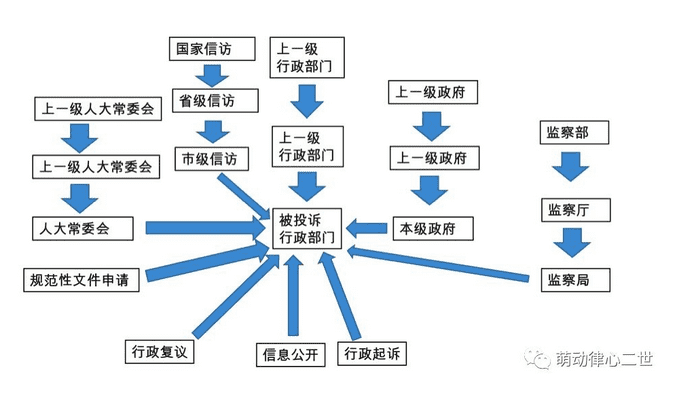 国家信访
上一级
行政部门
上一级政府
省级信访
上一级人大常委会
上一级
行政部门
监察部
上一级人大常委会
市级信访
上一级政府
监察厅
人大常委会
被投诉
行政部门
本级政府
规范性文件申请
监察局
行政复议
信息公开
行政起诉
萌动律心二世